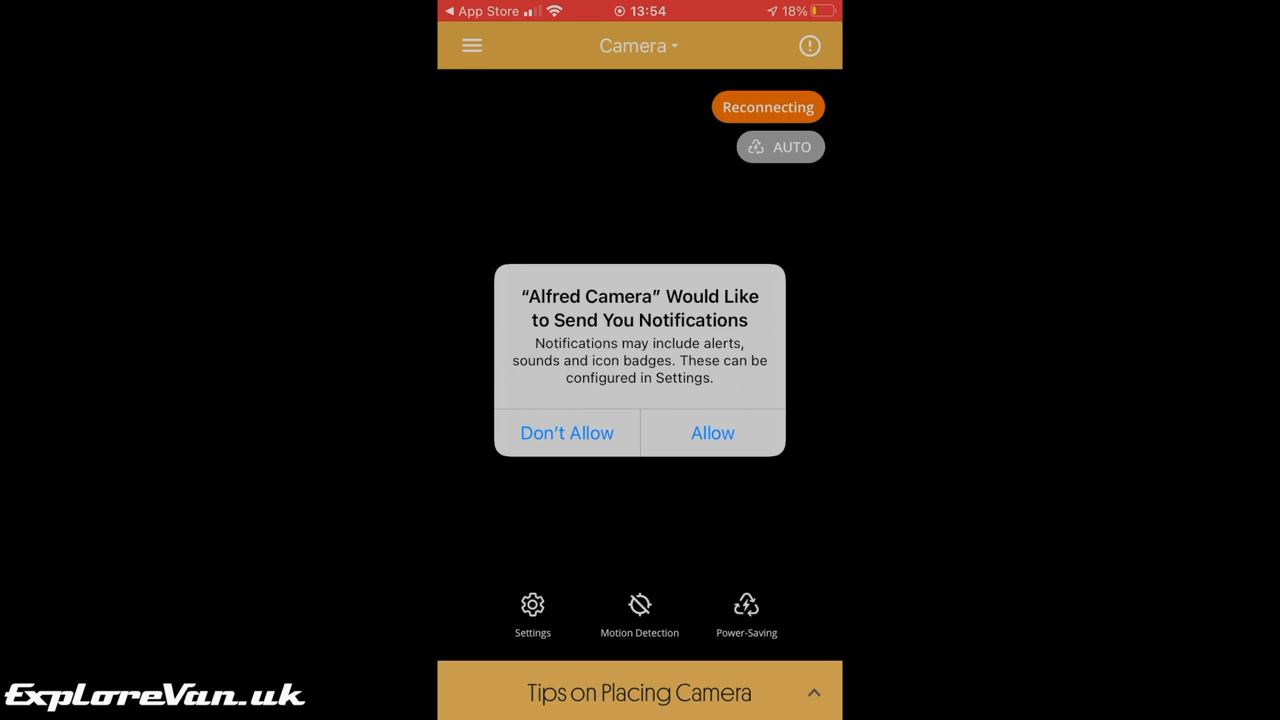 App Store
13:54
18%
Camera
Reconnecting
AUTO
“Alfred Camera” Would Like
to Send You Notifications
Notifications may include alerts,
sounds and icon badges. These can be
configured in Settings.
Don’t Allow
Allow
Settings
Motion Detection
Power-Saving
Tips on Placing Camera
ExploreVan.uk